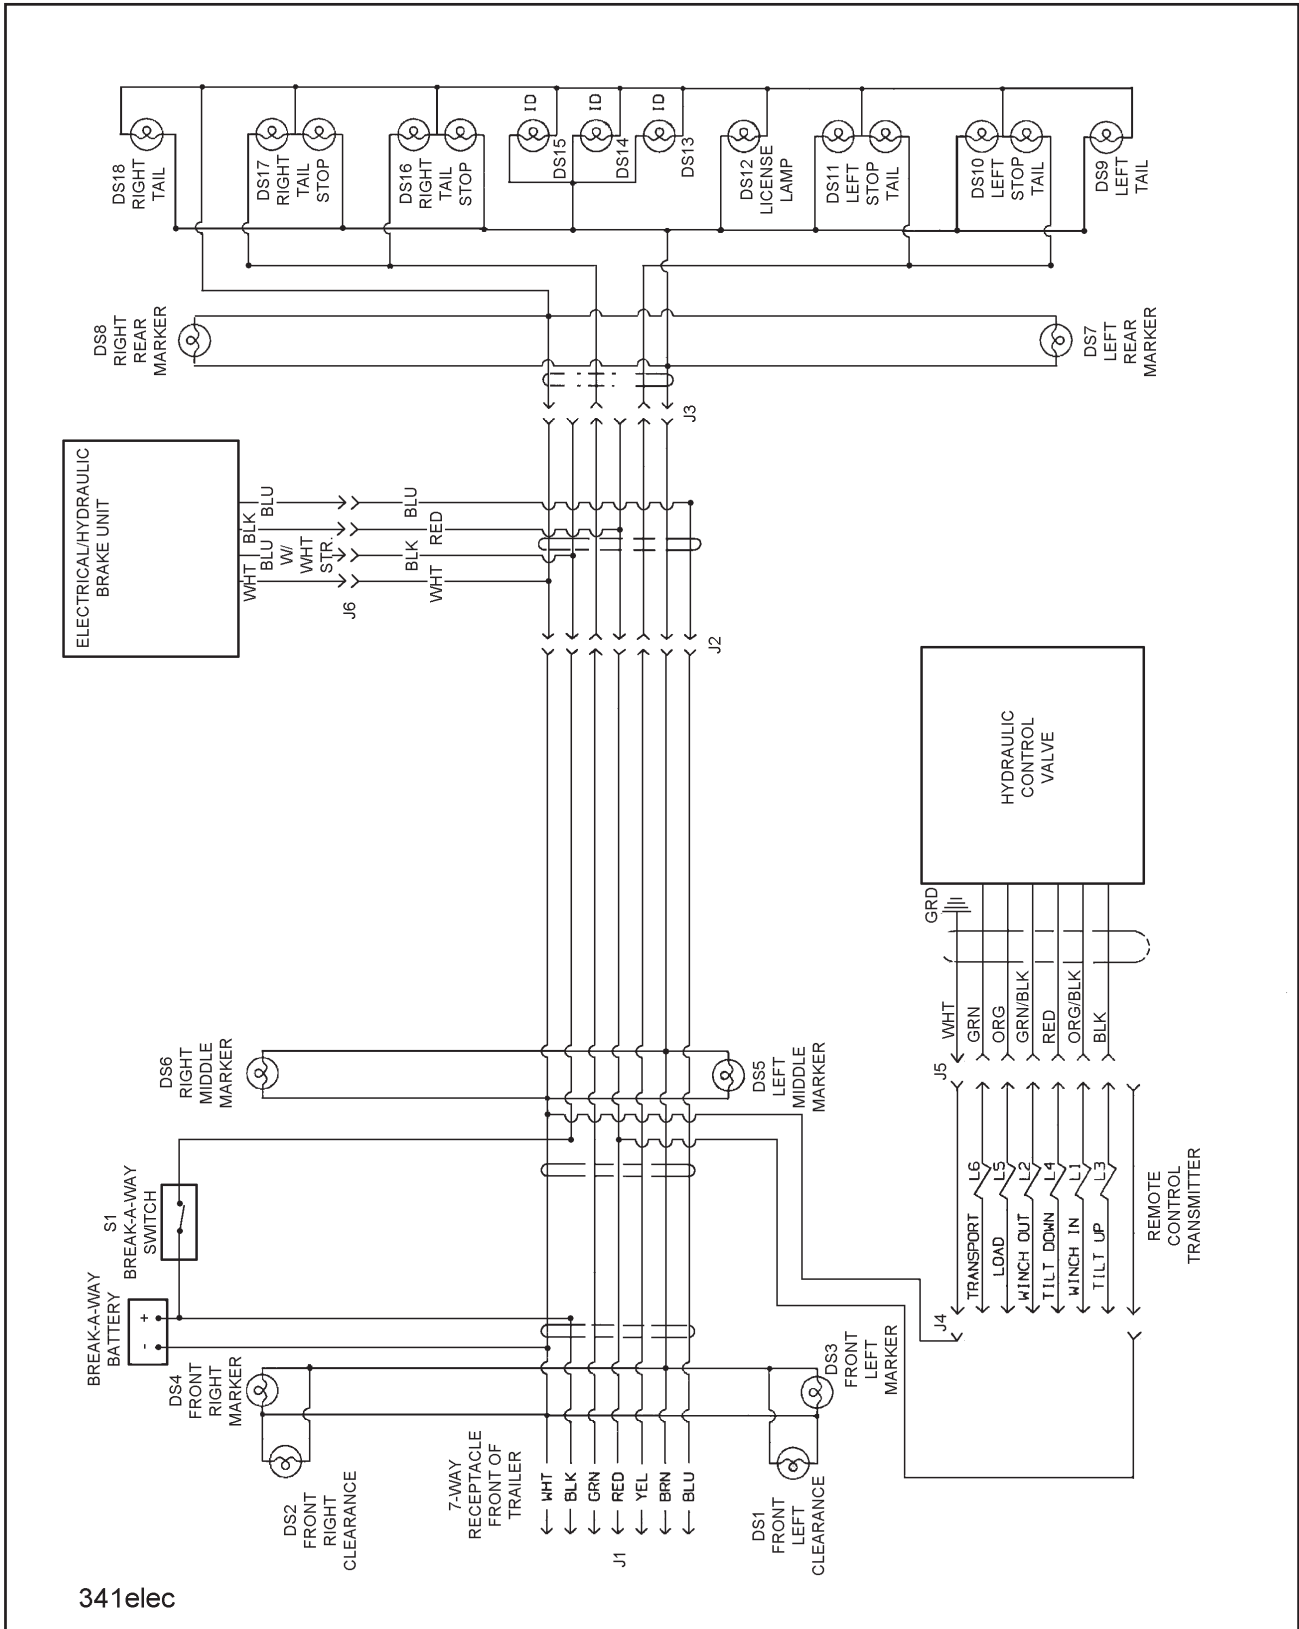 DS18
RIGHT
TAIL
DS17
RIGHT
TAIL
STOP
DS16
RIGHT
TAIL
STOP
ID
DS15
ID
DS14
ID
DS13
DS12
LICENSE
LAMP
DS11
LEFT
STOP
TAIL
DS10
LEFT
STOP
TAIL
DS9
LEFT
TAIL
DS8
RIGHT
REAR
MARKER
DS7
LEFT
REAR
MARKER
J3
ELECTRICAL/HYDRAULIC
BRAKE UNIT
WHT
BLU
BLK
BLU
W/
WHT
STR.
J6
BLU
RED
BLK
WHT
J2
HYDRAULIC
CONTROL
VALVE
GRD
WHT
GRN
ORG
GRN/BLK
RED
ORG/BLK
BLK
J5
DS6
RIGHT
MIDDLE
MARKER
DS5
LEFT
MIDDLE
MARKER
S1
BREAK-A-WAY
SWITCH
BREAK-A-WAY
BATTERY
+
-
TRANSPORT L6
LOAD L5
WINCH OUT L2
TILT DOWN L4
WINCH IN L1
TILT UP L3
REMOTE
CONTROL
TRANSMITTER
J4
DS4
FRONT
RIGHT
MARKER
DS3
FRONT
LEFT
MARKER
DS2
FRONT
RIGHT
CLEARANCE
7-WAY
RECEPTACLE
FRONT OF
TRAILER
WHT
BLK
GRN
RED
YEL
BRN
BLU
J1
DS1
FRONT
LEFT
CLEARANCE
341elec